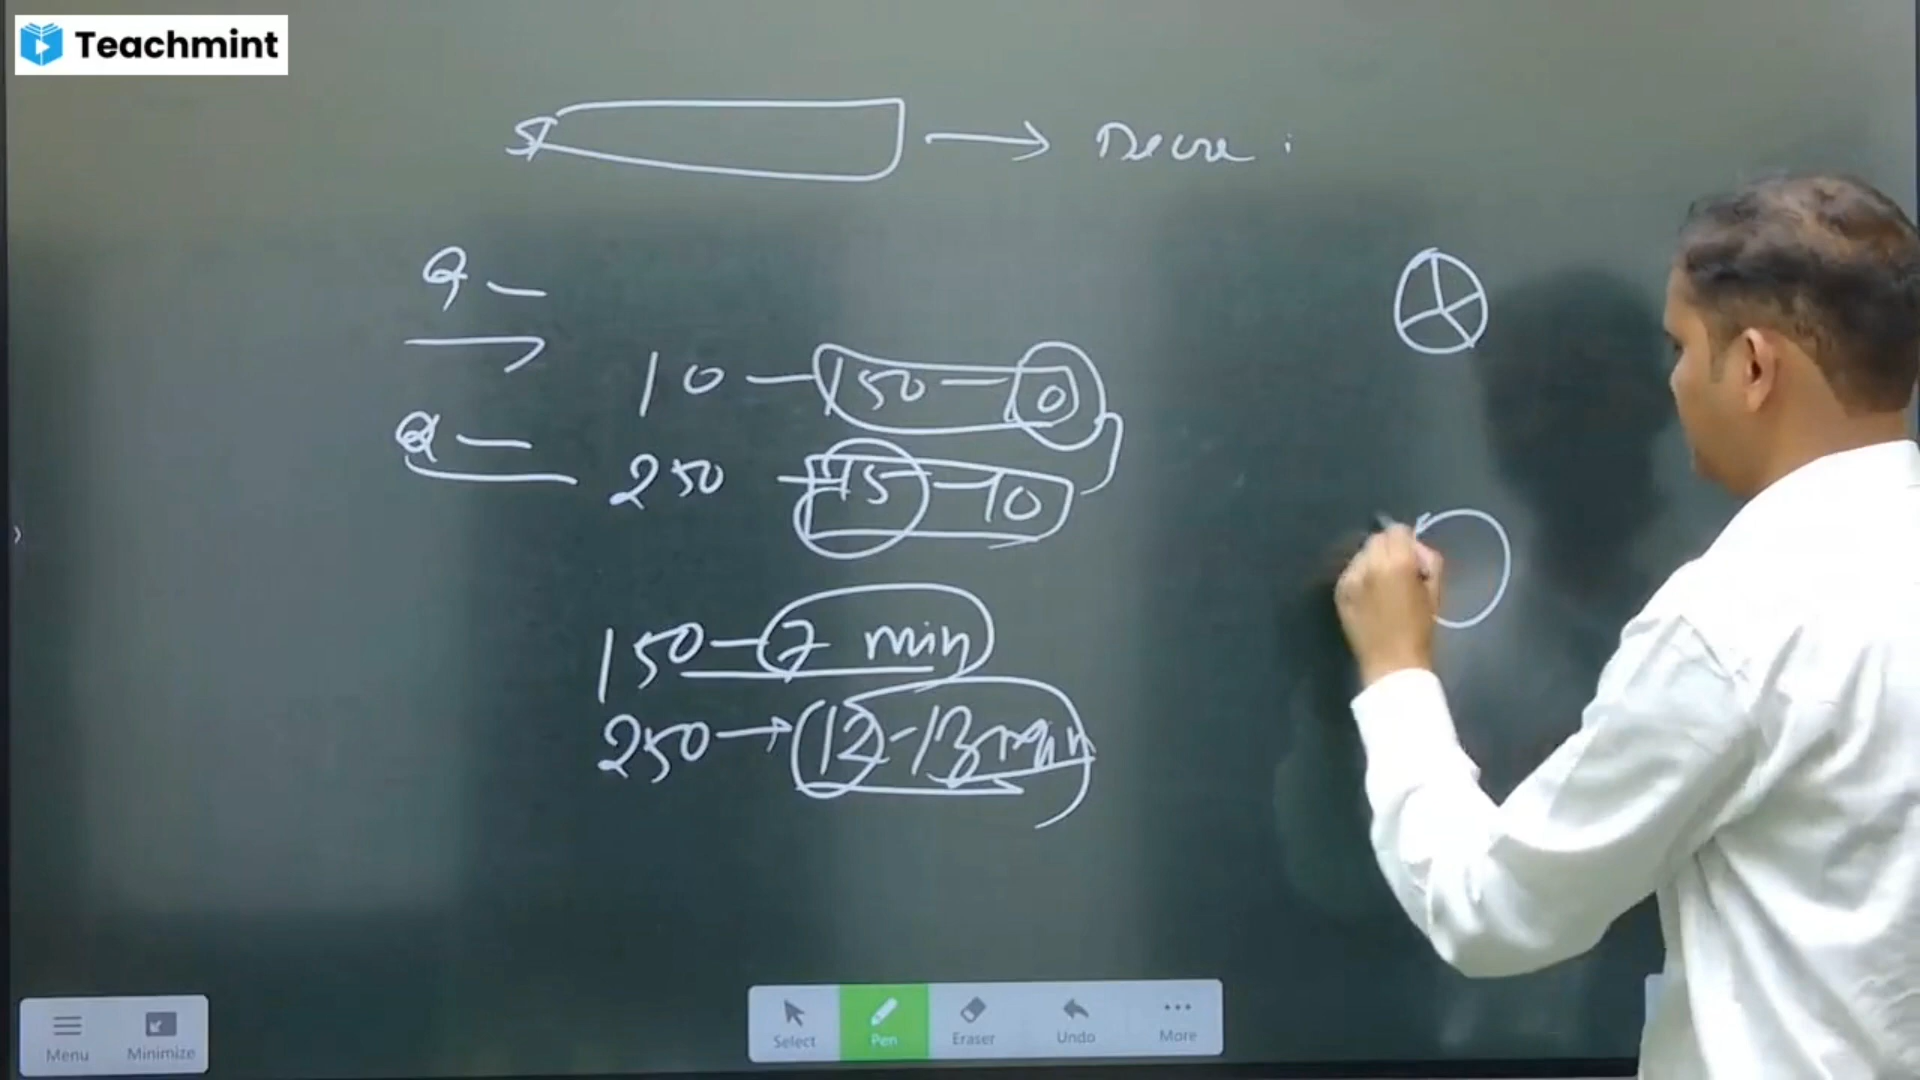 Teachmint
Q —
10 — 150 — 10
Q —
250 — 15 — 10
150 — 7 min
250 → 12 - 13 min
Menu
Minimize
Select
Pen
Eraser
Undo
More